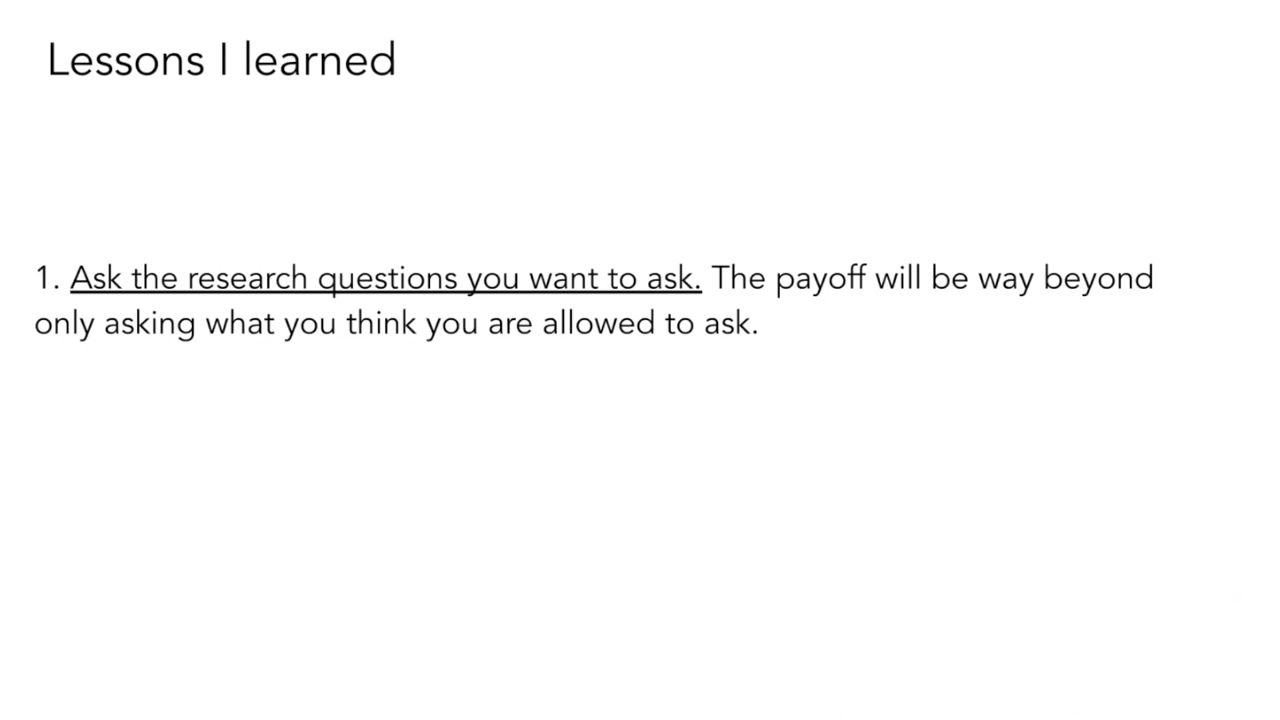 Lessons I learned
1. Ask the research questions you want to ask. The payoff will be way beyond
only asking what you think you are allowed to ask.